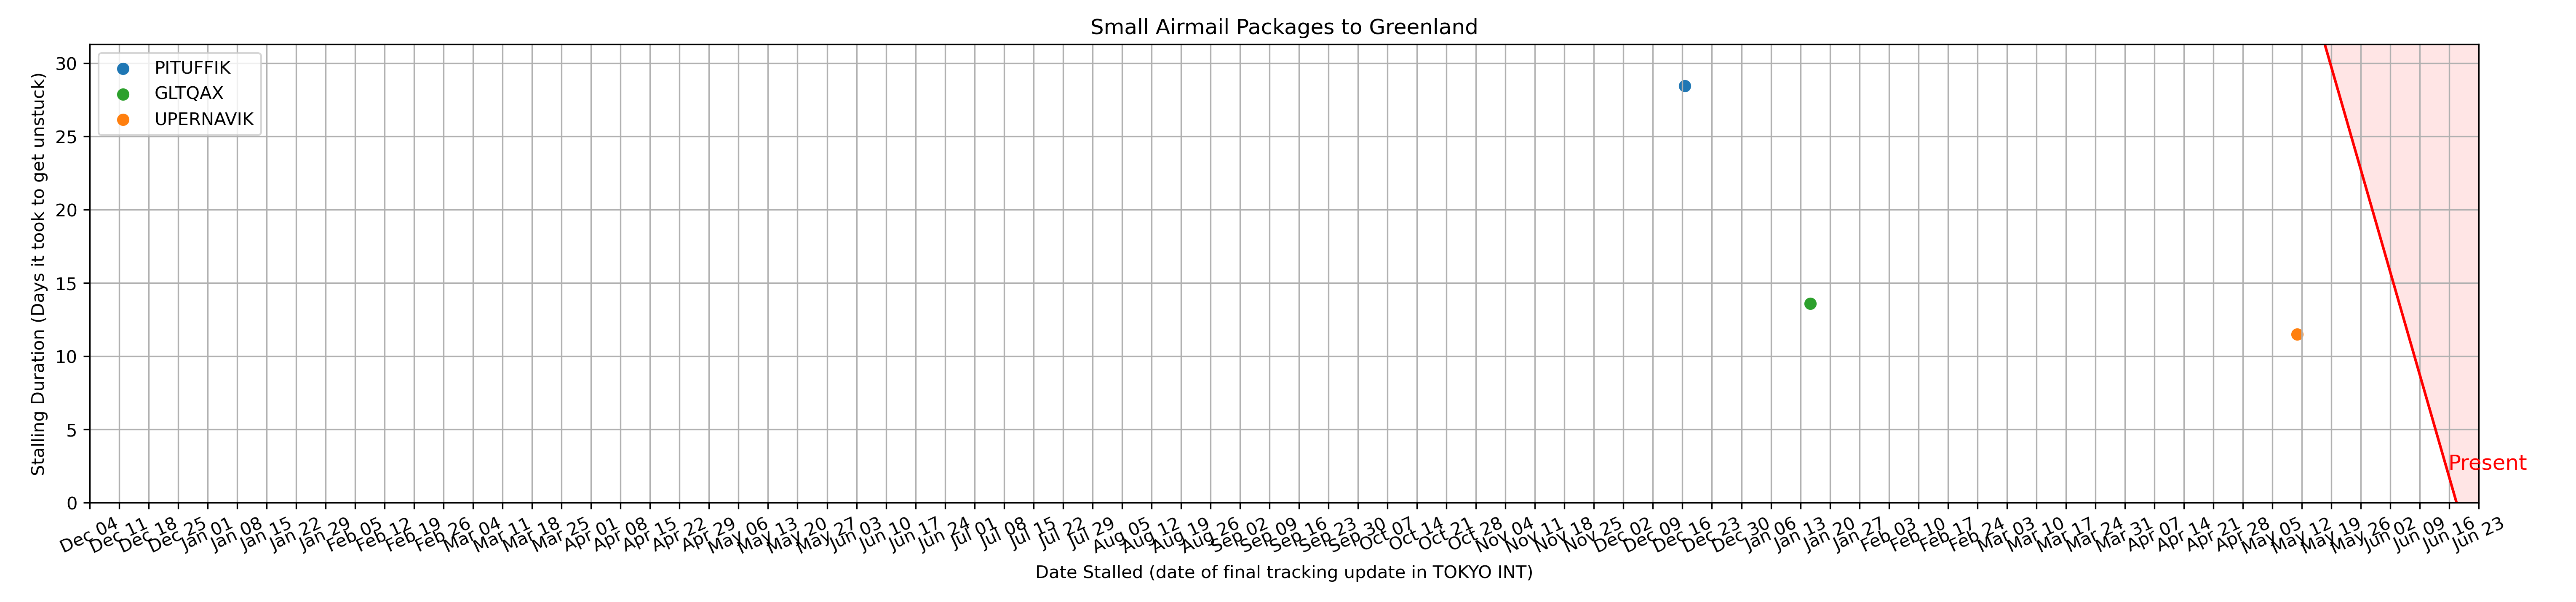 Small Airmail Packages to Greenland
PITUFFIK
GLTQAX
UPERNAVIK
Stalling Duration (Days it took to get unstuck)
30
25
20
15
10
5
0
Present
Dec 04 Dec 11 Dec 18 Dec 25 Jan 01 Jan 08 Jan 15 Jan 22 Jan 29 Feb 05 Feb 12 Feb 19 Feb 26 Mar 04 Mar 11 Mar 18 Mar 25 Apr 01 Apr 08 Apr 15 Apr 22 Apr 29 May 06 May 13 May 20 May 27 Jun 03 Jun 10 Jun 17 Jun 24 Jul 01 Jul 08 Jul 15 Jul 22 Jul 29 Aug 05 Aug 12 Aug 19 Aug 26 Sep 02 Sep 09 Sep 16 Sep 23 Sep 30 Oct 07 Oct 14 Oct 21 Oct 28 Nov 04 Nov 11 Nov 18 Nov 25 Dec 02 Dec 09 Dec 16 Dec 23 Dec 30 Jan 06 Jan 13 Jan 20 Jan 27 Feb 03 Feb 10 Feb 17 Feb 24 Mar 03 Mar 10 Mar 17 Mar 24 Mar 31 Apr 07 Apr 14 Apr 21 Apr 28 May 05 May 12 May 19 May 26 Jun 02 Jun 09 Jun 16 Jun 23
Date Stalled (date of final tracking update in TOKYO INT)